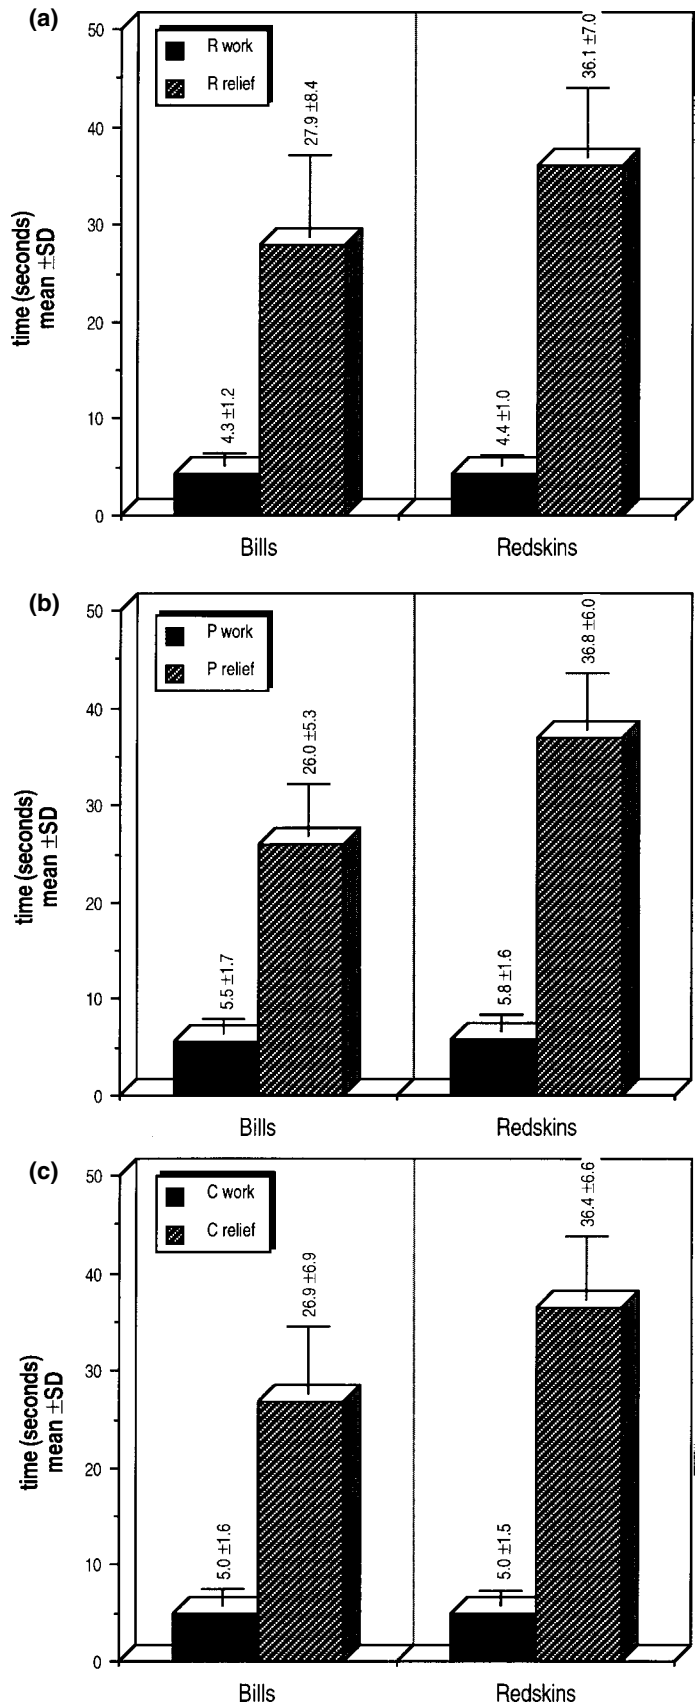 (a)
50
40
30
20
10
0
time (seconds)
mean ±SD
R work
R relief
4.3 ±1.2
27.9 ±8.4
4.4 ±1.0
36.1 ±7.0
Bills
Redskins
(b)
50
40
30
20
10
0
time (seconds)
mean ±SD
P work
P relief
5.5 ±1.7
26.0 ±5.3
5.8 ±1.6
36.8 ±6.0
Bills
Redskins
(c)
50
40
30
20
10
0
time (seconds)
mean ±SD
C work
C relief
5.0 ±1.6
26.9 ±6.9
5.0 ±1.5
36.4 ±6.6
Bills
Redskins